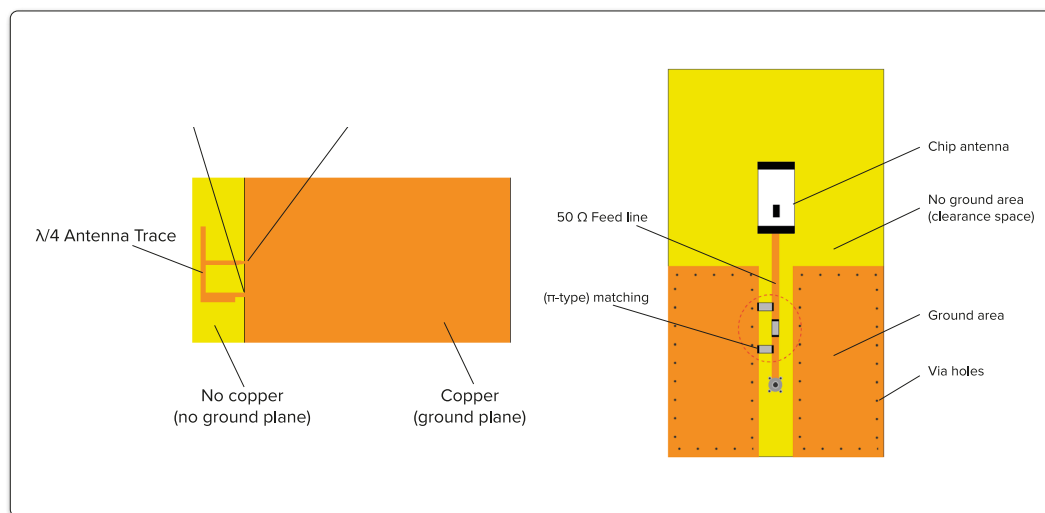 λ/4 Antenna Trace
No copper
(no ground plane)
Copper
(ground plane)
Chip antenna
No ground area
(clearance space)
50 Ω Feed line
(π-type) matching
Ground area
Via holes